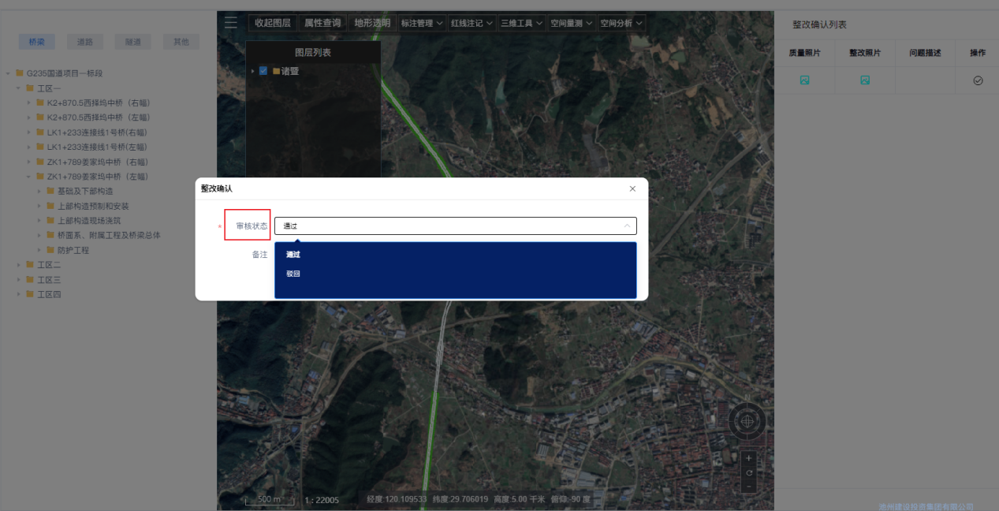 收起图层 属性查询 地形透明 标注管理 红线注记 三维工具 空间量测 空间分析
整改确认列表
桥梁 道路 隧道 其他
G235国道项目一标段
工区一
K2+870.5西择坞中桥（右幅）
K2+870.5西择坞中桥（左幅）
LK1+233连接线1号桥(右幅)
LK1+233连接线1号桥(左幅)
ZK1+789姜家坞中桥（右幅）
ZK1+789姜家坞中桥（左幅）
基础及下部构造
上部构造预制和安装
上部构造现场浇筑
桥面系、附属工程及桥梁总体
防护工程
工区二
工区三
工区四
图层列表
诸暨
质量照片 整改照片 问题描述 操作
整改确认
* 审核状态 通过
备注
通过
驳回
N
500 m 1 : 22005 经度:120.109533 纬度:29.706019 高度:5.00 千米 俯仰:-90 度
池州建设投资集团有限公司